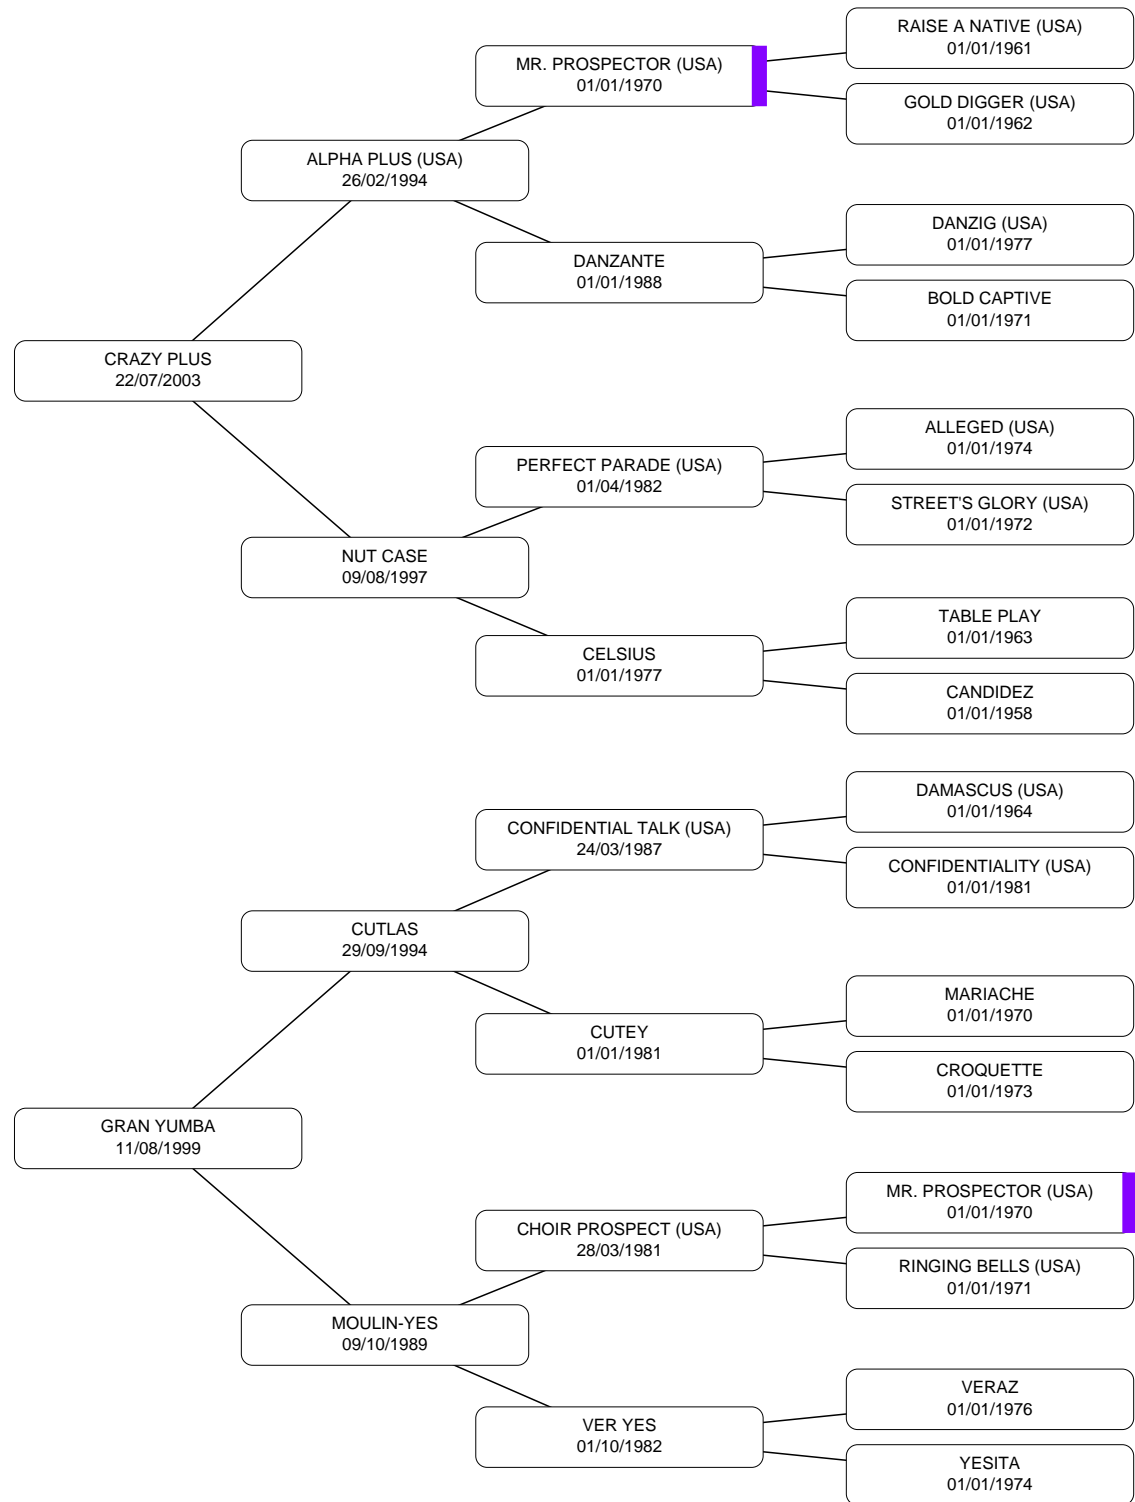 RAISE A NATIVE (USA)
01/01/1961
MR. PROSPECTOR (USA)
01/01/1970
GOLD DIGGER (USA)
01/01/1962
ALPHA PLUS (USA)
26/02/1994
DANZIG (USA)
01/01/1977
DANZANTE
01/01/1988
BOLD CAPTIVE
01/01/1971
CRAZY PLUS
22/07/2003
ALLEGED (USA)
01/01/1974
PERFECT PARADE (USA)
01/04/1982
STREET'S GLORY (USA)
01/01/1972
NUT CASE
09/08/1997
TABLE PLAY
01/01/1963
CELSIUS
01/01/1977
CANDIDEZ
01/01/1958
DAMASCUS (USA)
01/01/1964
CONFIDENTIAL TALK (USA)
24/03/1987
CONFIDENTIALITY (USA)
01/01/1981
CUTLAS
29/09/1994
MARIACHE
01/01/1970
CUTEY
01/01/1981
CROQUETTE
01/01/1973
GRAN YUMBA
11/08/1999
MR. PROSPECTOR (USA)
01/01/1970
CHOIR PROSPECT (USA)
28/03/1981
RINGING BELLS (USA)
01/01/1971
MOULIN-YES
09/10/1989
VERAZ
01/01/1976
VER YES
01/10/1982
YESITA
01/01/1974